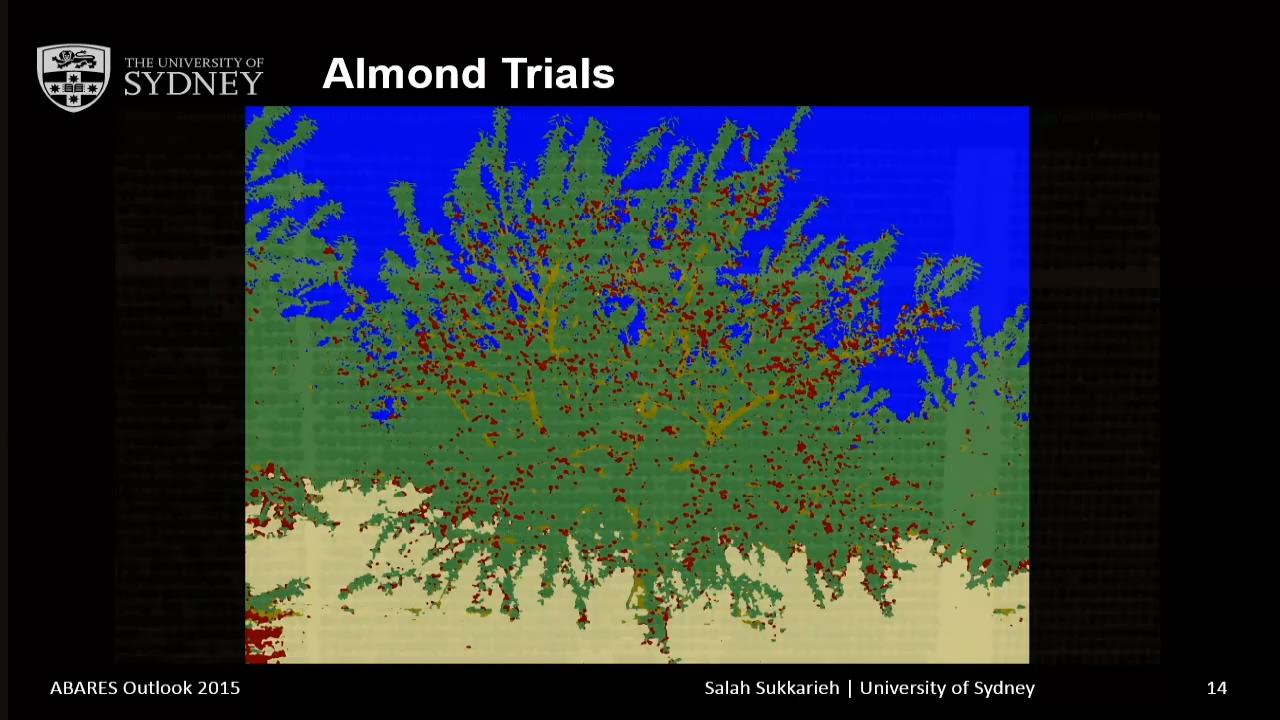 THE UNIVERSITY OF
SYDNEY
Almond Trials
ABARES Outlook 2015
Salah Sukkarieh | University of Sydney
14